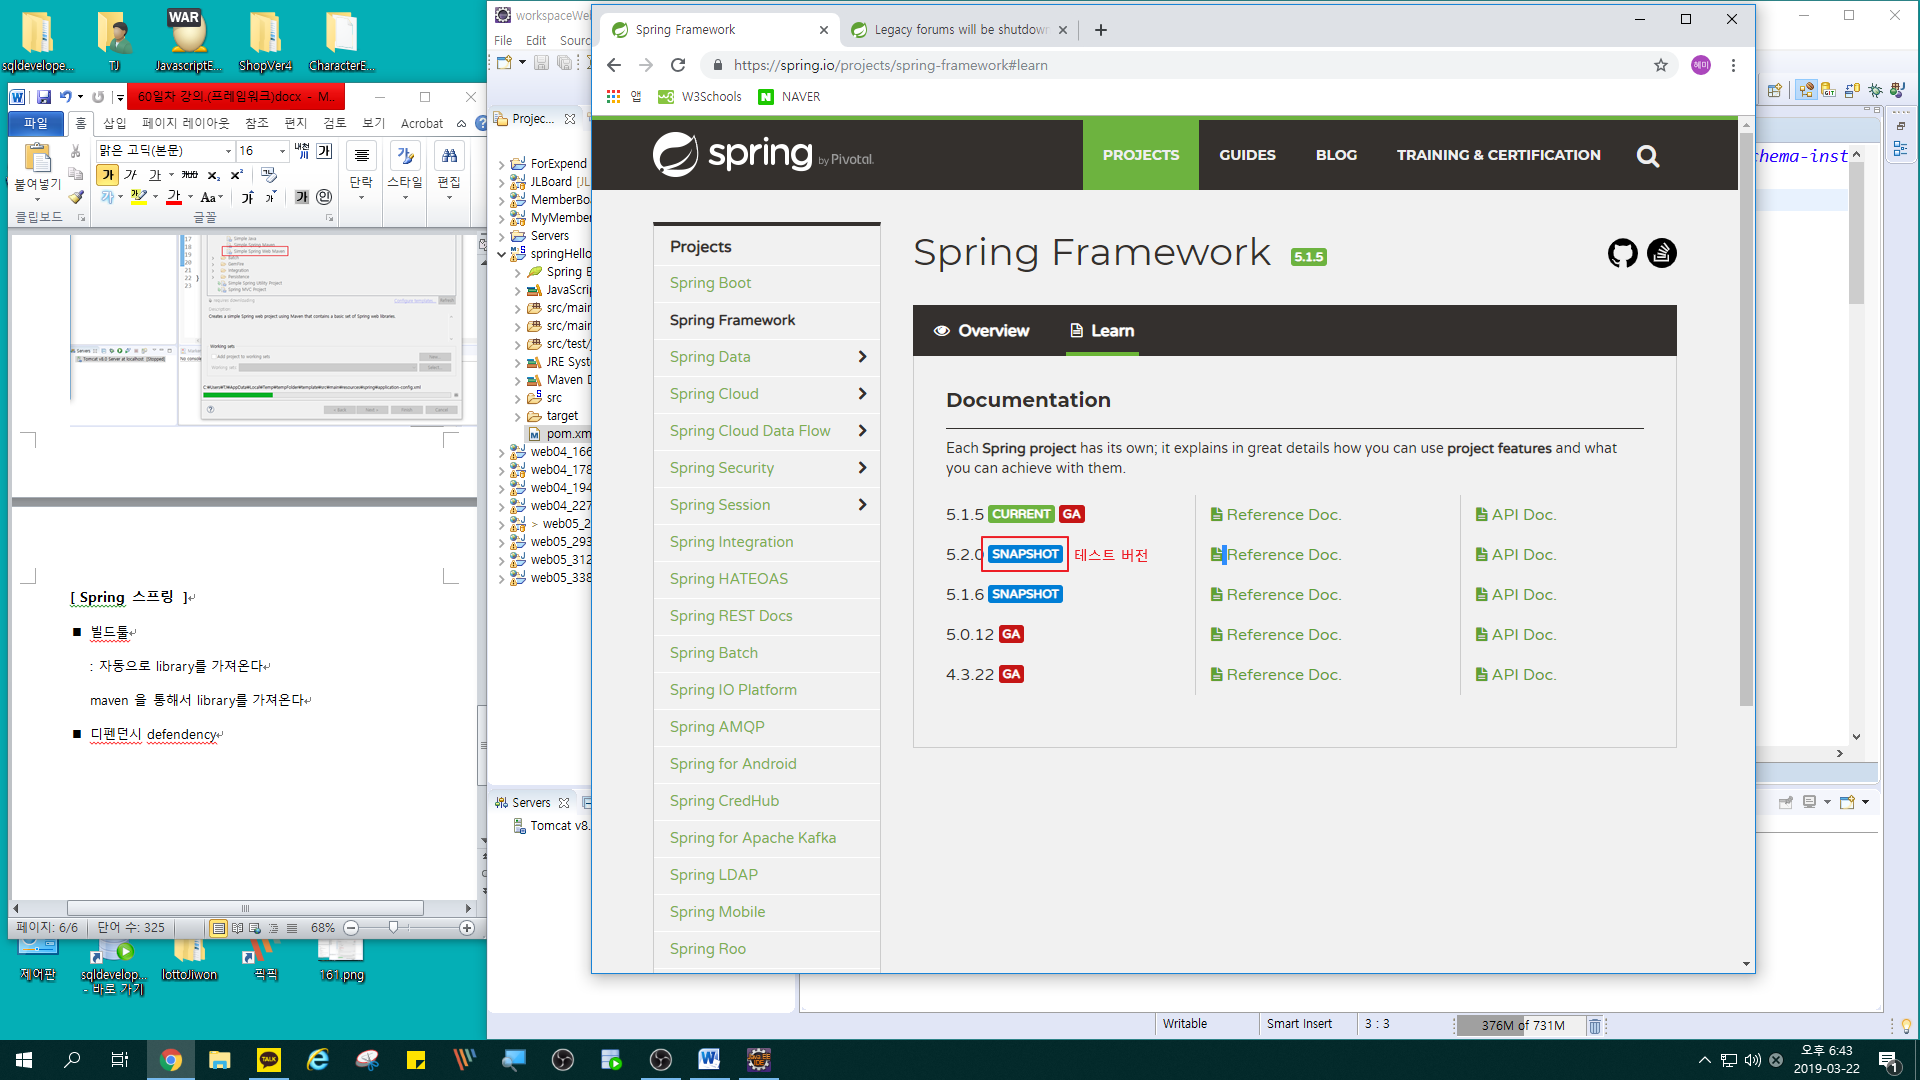 sqldevelope...
TJ
JavascriptE...
ShopVer4
CharacterE...
60일차 강의.(프레임워크)docx - M...
파일
홈
삽입
페이지 레이아웃
참조
편지
검토
보기
Acrobat
붙여넣기
클립보드
맑은 고딕(본문)
16
글꼴
단락
스타일
편집
[ Spring 스프링 ]
■ 빌드툴
: 자동으로 library를 가져온다
maven 을 통해서 library를 가져온다
■ 디펜던시 defendency
페이지: 6/6
단어 수: 325
68%
제어판
sqldevelop...
- 바로 가기
lottoJiwon
픽픽
161.png
workspaceWeb
File
Edit
Sourc
Projec...
ForExpend
JLBoard [JL
MemberBo
MyMember
Servers
springHello
Spring E
JavaScrip
src/main
src/main
src/test/
JRE Syst
Maven D
src
target
pom.xm
web04_166
web04_178
web04_194
web04_227
> web05_2
web05_293
web05_312
web05_338
Servers
Tomcat v8.
hema-inst
Writable
Smart Insert
3 : 3
376M of 731M
Spring Framework
Legacy forums will be shutdown
https://spring.io/projects/spring-framework#learn
혜미
앱
W3Schools
NAVER
spring by Pivotal.
PROJECTS
GUIDES
BLOG
TRAINING & CERTIFICATION
Projects
Spring Boot
Spring Framework
Spring Data
Spring Cloud
Spring Cloud Data Flow
Spring Security
Spring Session
Spring Integration
Spring HATEOAS
Spring REST Docs
Spring Batch
Spring IO Platform
Spring AMQP
Spring for Android
Spring CredHub
Spring for Apache Kafka
Spring LDAP
Spring Mobile
Spring Roo
Spring Framework 5.1.5
Overview
Learn
Documentation
Each Spring project has its own; it explains in great details how you can use project features and what
you can achieve with them.
5.1.5 CURRENT GA Reference Doc. API Doc.
5.2.0 SNAPSHOT 테스트 버전 Reference Doc. API Doc.
5.1.6 SNAPSHOT Reference Doc. API Doc.
5.0.12 GA Reference Doc. API Doc.
4.3.22 GA Reference Doc. API Doc.
오후 6:43
2019-03-22